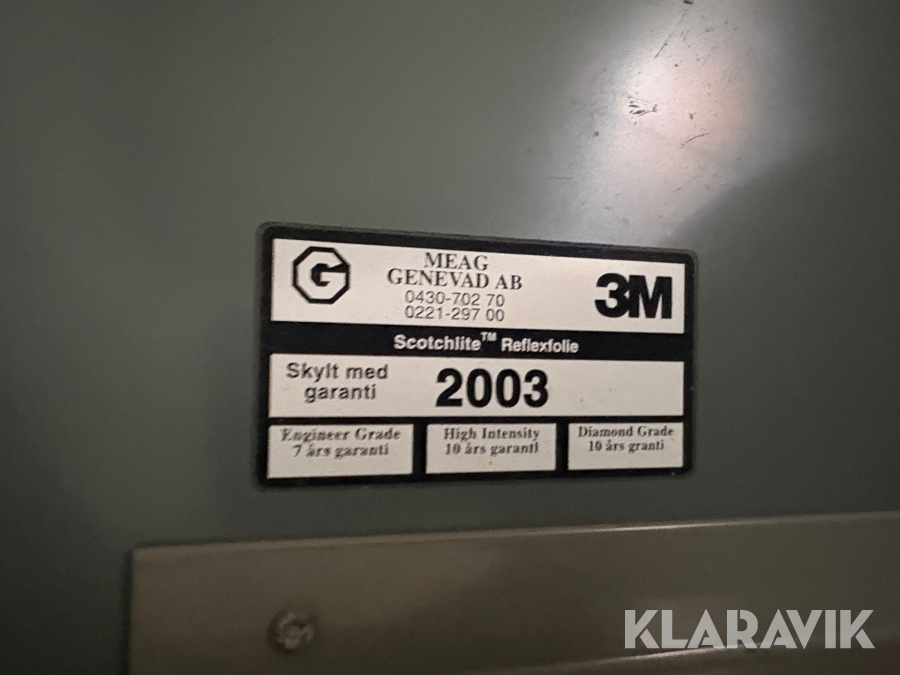 G
MEAG
GENEVAD AB
0430-702 70
0221-297 00
3M
Scotchlite™ Reflexfolie
Skylt med
garanti
2003
Engineer Grade
7 års garanti
High Intensity
10 års garanti
Diamond Grade
10 års granti
KLARAVIK